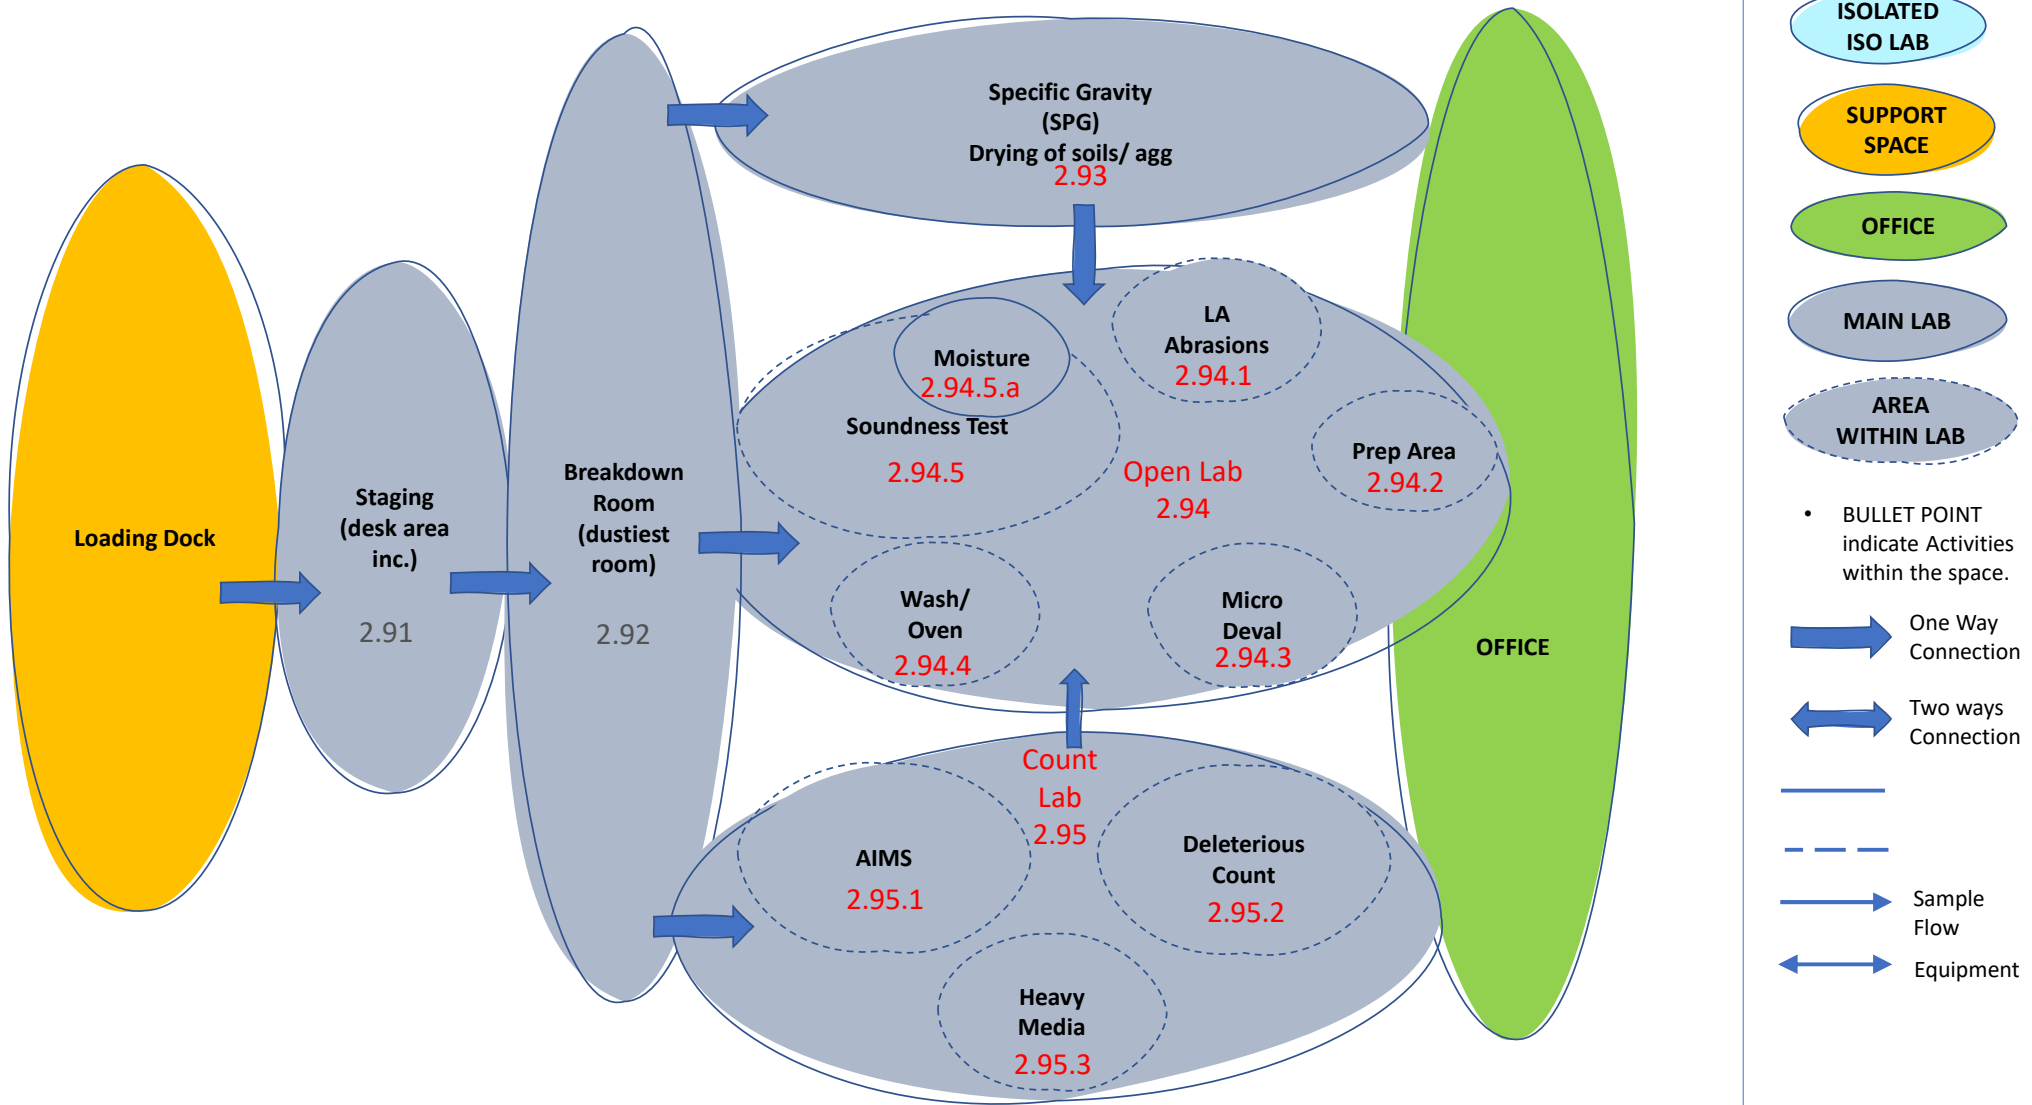 Specific Gravity
(SPG)
Drying of soils/ agg
2.93
Loading Dock
Staging
(desk area
inc.)
2.91
Breakdown
Room
(dustiest
room)
2.92
Moisture
2.94.5.a
Soundness Test
2.94.5
LA
Abrasions
2.94.1
Prep Area
2.94.2
Open Lab
2.94
Wash/
Oven
2.94.4
Micro
Deval
2.94.3
OFFICE
Count
Lab
2.95
AIMS
2.95.1
Deleterious
Count
2.95.2
Heavy
Media
2.95.3
ISOLATED
ISO LAB
SUPPORT
SPACE
OFFICE
MAIN LAB
AREA
WITHIN LAB
• BULLET POINT
indicate Activities
within the space.
One Way
Connection
Two ways
Connection
Sample
Flow
Equipment